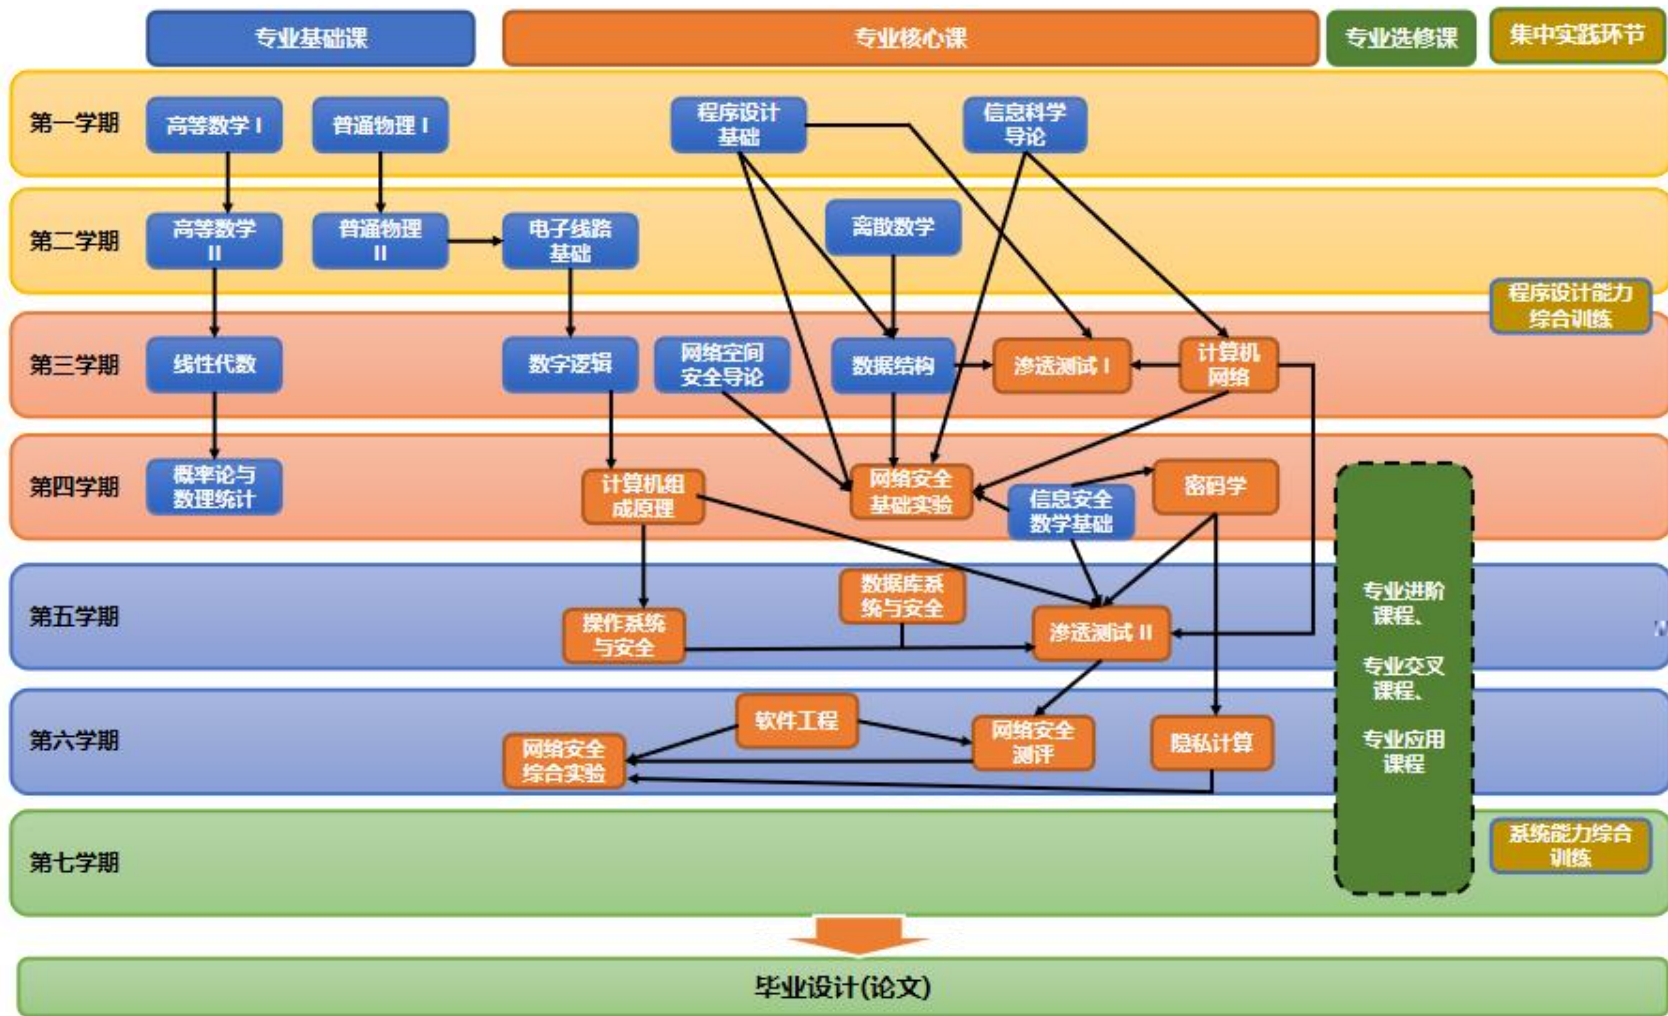 专业基础课
专业核心课
专业选修课
集中实践环节
第一学期
高等数学 I
普通物理 I
程序设计
基础
信息科学
导论
第二学期
高等数学
II
普通物理
II
电子线路
基础
离散数学
程序设计能力
综合训练
第三学期
线性代数
数字逻辑
网络空间
安全导论
数据结构
渗透测试 I
计算机
网络
第四学期
概率论与
数理统计
计算机组
成原理
网络安全
基础实验
信息安全
数学基础
密码学
第五学期
操作系统
与安全
数据库系
统与安全
渗透测试 II
专业进阶
课程、
专业交叉
课程、
专业应用
课程
第六学期
网络安全
综合实验
软件工程
网络安全
测评
隐私计算
第七学期
系统能力综合
训练
毕业设计(论文)